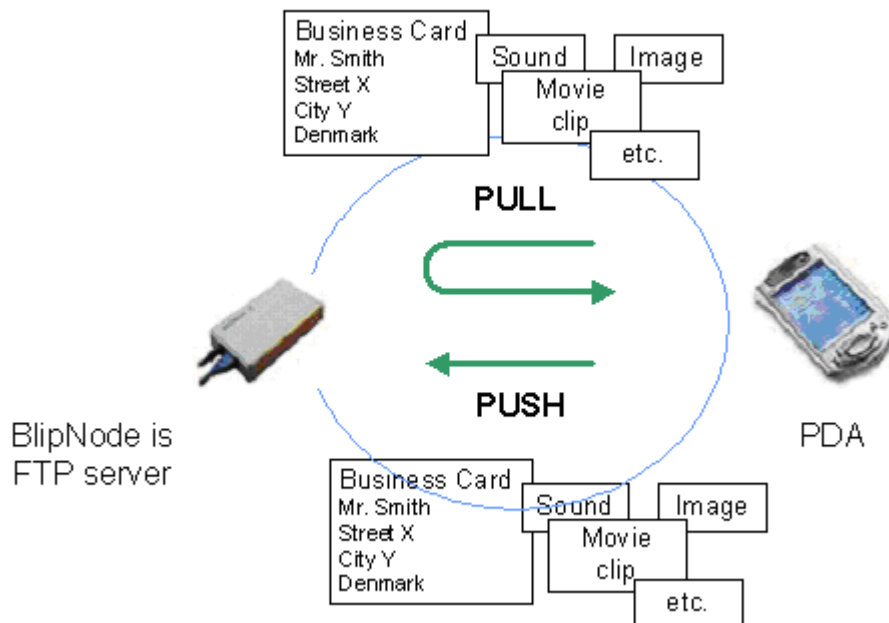 Business Card
Mr. Smith
Street X
City Y
Denmark
Sound
Image
Movie
clip
etc.
PULL
PUSH
BlipNode is
FTP server
PDA
Business Card
Mr. Smith
Street X
City Y
Denmark
Sound
Image
Movie
clip
etc.